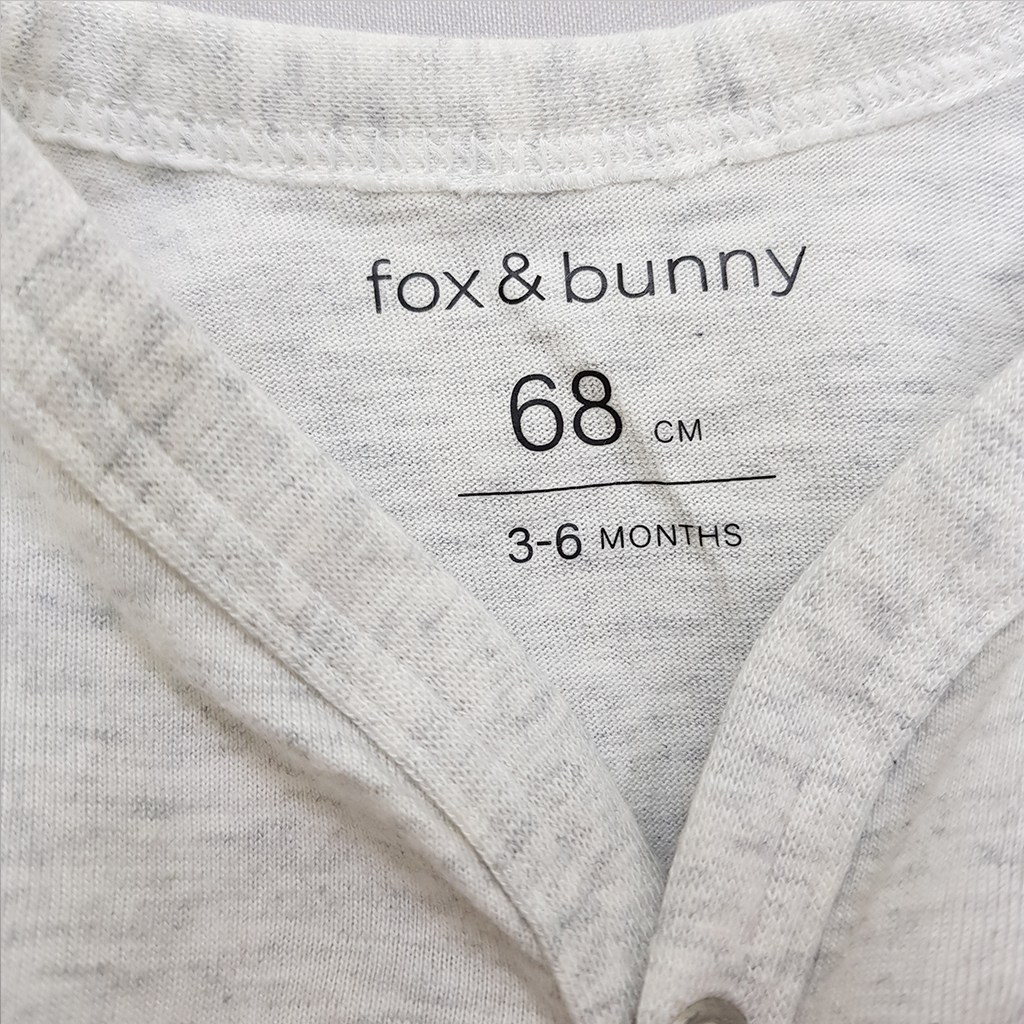 fox & bunny
68 CM
3-6 MONTHS